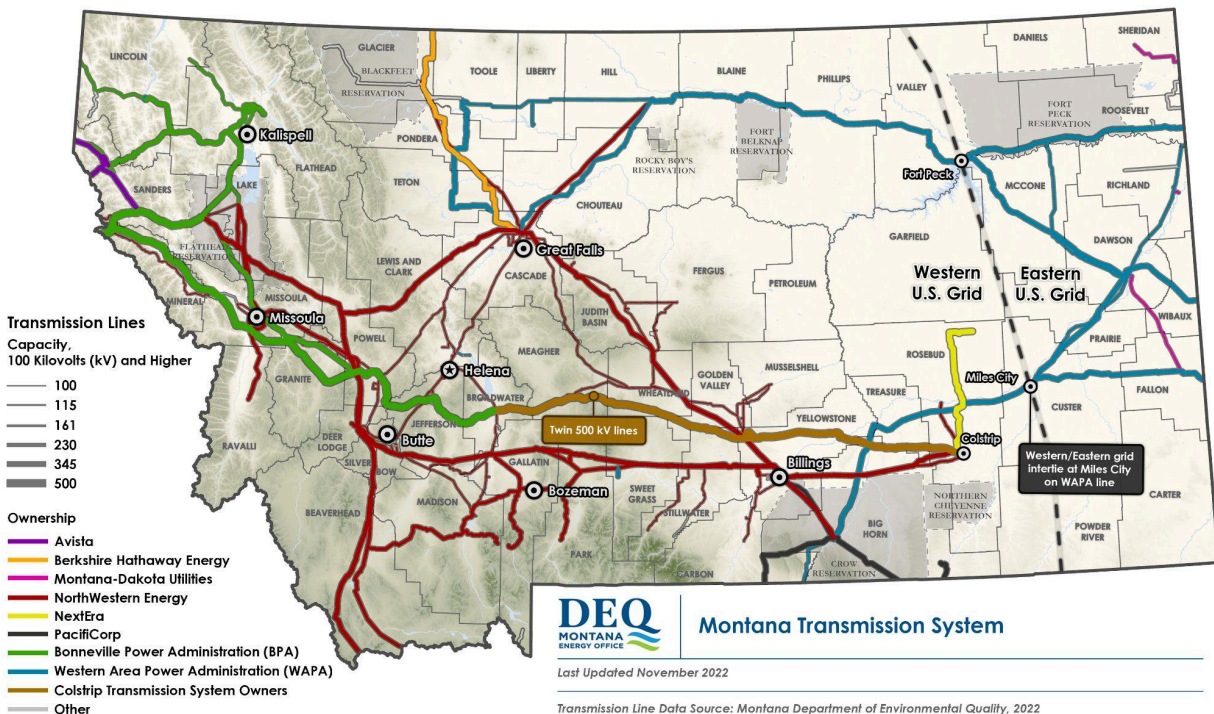 LINCOLN
GLACIER
BLACKFEET
RESERVATION
TOOLE
LIBERTY
HILL
BLAINE
PHILLIPS
VALLEY
DANIELS
SHERIDAN
FORT
PECK
RESERVATION
ROOSEVELT
Kalispell
FLATHEAD
PONDERA
TETON
ROCKY BOY'S
RESERVATION
FORT
BELKNAP
RESERVATION
CHOUTEAU
Fort Peck
MCCONE
RICHLAND
SANDERS
LAKE
FLATHEAD
RESERVATION
LEWIS AND
CLARK
Great Falls
CASCADE
FERGUS
PETROLEUM
GARFIELD
DAWSON
Western
U.S. Grid
Eastern
U.S. Grid
MINERAL
MISSOULA
Missoula
POWELL
JUDITH
BASIN
MEAGHER
WIBAUX
PRAIRIE
ROSEBUD
Helena
GRANITE
BROADWATER
WHEATLAND
GOLDEN
VALLEY
MUSSELSHELL
TREASURE
Miles City
CUSTER
FALLON
Twin 500 kV lines
YELLOWSTONE
Colstrip
JEFFERSON
Butte
RAVALLI
DEER
LODGE
SILVER
BOW
GALLATIN
Bozeman
Billings
SWEET
GRASS
STILLWATER
Western/Eastern grid
intertie at Miles City
on WAPA line
NORTHERN
CHEYENNE
RESERVATION
CARTER
BEAVERHEAD
MADISON
PARK
CARBON
BIG
HORN
CROW
RESERVATION
POWDER
RIVER
Transmission Lines
Capacity,
100 Kilovolts (kV) and Higher
100
115
161
230
345
500
Ownership
Avista
Berkshire Hathaway Energy
Montana-Dakota Utilities
NorthWestern Energy
NextEra
PacifiCorp
Bonneville Power Administration (BPA)
Western Area Power Administration (WAPA)
Colstrip Transmission System Owners
Other
DEQ
MONTANA
ENERGY OFFICE
Montana Transmission System
Last Updated November 2022
Transmission Line Data Source: Montana Department of Environmental Quality, 2022